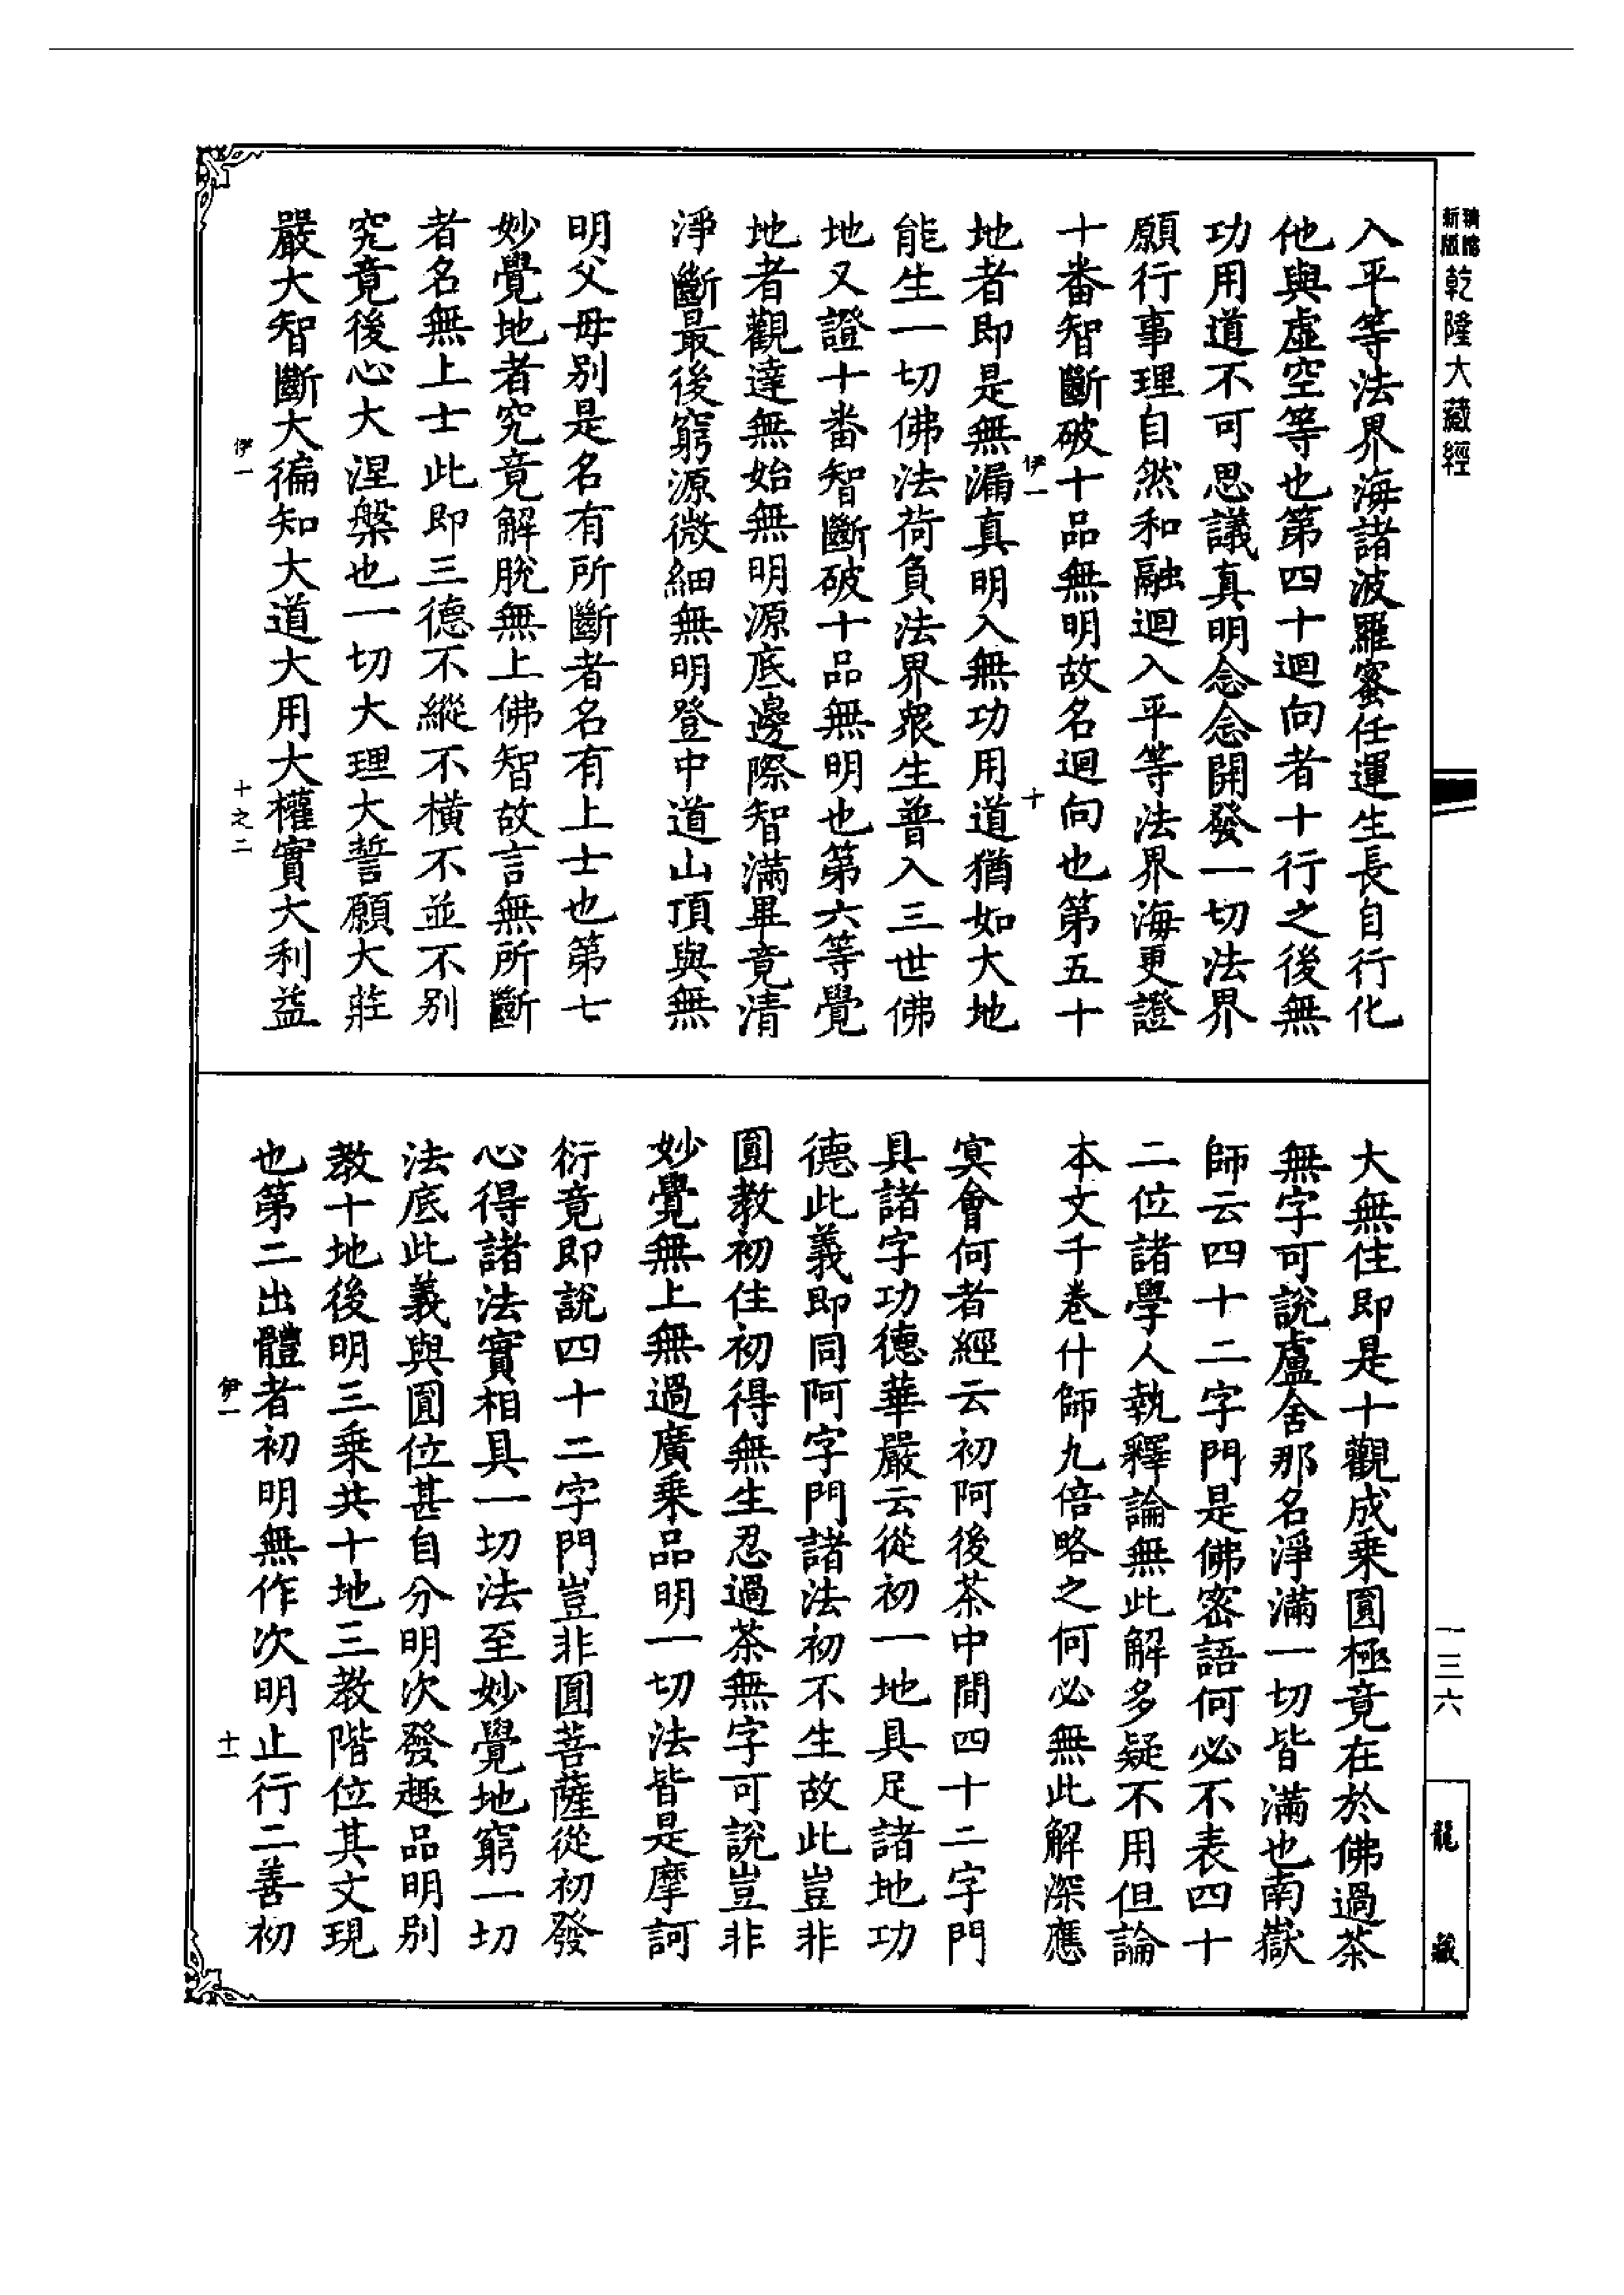 精縮
新版
乾隆大藏經
入平等法界海諸波羅蜜任運生長自行化
他與虛空等也第四十迴向者十行之後無
功用道不可思議真明念念開發一切法界
願行事理自然和融迴入平等法界海更證
十番智斷破十品無明故名迴向也第五十
伊一
十
地者即是無漏真明入無功用道猶如大地
能生一切佛法荷負法界眾生普入三世佛
地又證十番智斷破十品無明也第六等覺
地者觀達無始無明源底邊際智滿畢竟清
淨斷最後窮源微細無明登中道山頂與無
明父母別是名有所斷者名有上士也第七
妙覺地者究竟解脫無上佛智故言無所斷
者名無上士此即三德不縱不橫不並不別
究竟後心大涅槃也一切大理大誓願大莊
嚴大智斷大徧知大道大用大權實大利益
伊一
十之二
一三六
龍藏
大無住即是十觀成乘圓極竟在於佛過茶
無字可說盧舍那名淨滿一切皆滿也南嶽
師云四十二字門是佛密語何必不表四十
二位諸學人執釋論無此解多疑不用但論
本文千卷什師九倍略之何必無此解深應
冥會何者經云初阿後茶中間四十二字門
具諸字功德華嚴云從初一地具足諸地功
德此義即同阿字門諸法初不生故此豈非
圓教初住初得無生忍過茶無字可說豈非
妙覺無上無過廣乘品明一切法皆是摩訶
衍竟即說四十二字門豈非圓菩薩從初發
心得諸法實相具一切法至妙覺地窮一切
法底此義與圓位甚自分明次發趣品明別
教十地後明三乘共十地三教階位其文現
也第二出體者初明無作次明止行二善初
伊一
十一